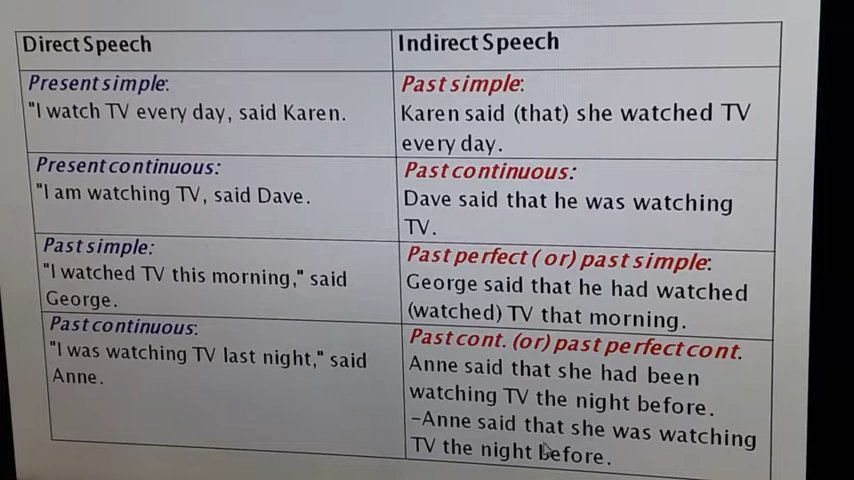 Direct Speech
Indirect Speech
Present simple:
"I watch TV every day, said Karen.
Past simple:
Karen said (that) she watched TV
every day.
Present continuous:
"I am watching TV, said Dave.
Past continuous:
Dave said that he was watching
TV.
Past simple:
"I watched TV this morning," said
George.
Past perfect ( or) past simple:
George said that he had watched
(watched) TV that morning.
Past continuous:
"I was watching TV last night," said
Anne.
Past cont. (or) past perfect cont.
Anne said that she had been
watching TV the night before.
-Anne said that she was watching
TV the night before.